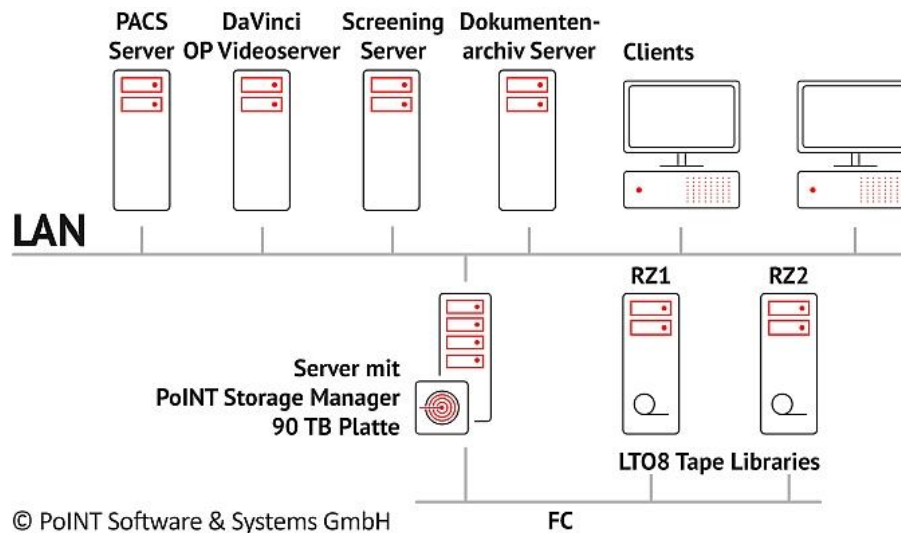 PACS
Server
DaVinci
OP Videoserver
Screening
Server
Dokumenten-
archiv Server
Clients
LAN
RZ1
RZ2
Server mit
PoINT Storage Manager
90 TB Platte
LTO8 Tape Libraries
© PoINT Software & Systems GmbH
FC